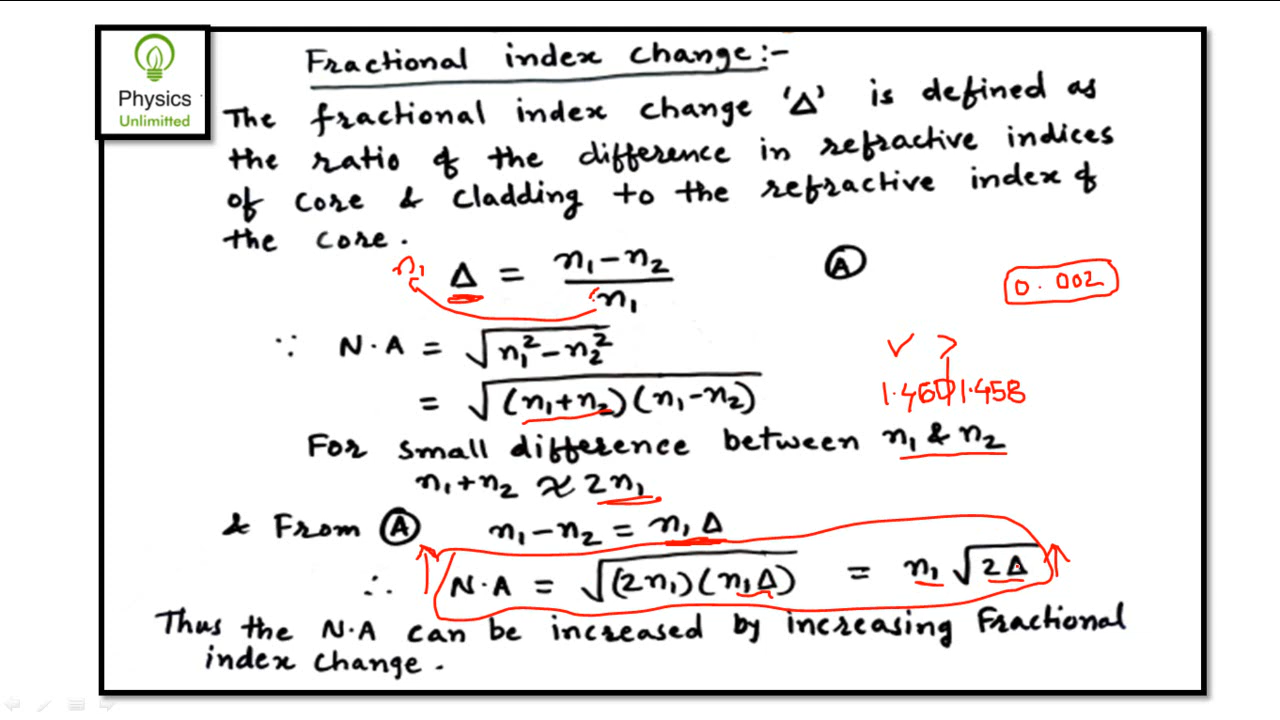 Physics
Unlimitted
Fractional index change:-
The fractional index change 'Δ' is defined as
the ratio of the difference in refractive indices
of core & cladding to the refractive index of
the core.
n₁ Δ = (n₁ - n₂)/n₁ Ⓐ
0.002
∵ N.A = √(n₁² - n₂²)
= √((n₁+n₂)(n₁-n₂))
✓ >
1.460 1.458
For small difference between n₁ & n₂
n₁+n₂ ≈ 2n₁
& From Ⓐ n₁-n₂ = n₁Δ
∴ N.A = √((2n₁)(n₁Δ)) = n₁√(2Δ)
Thus the N.A can be increased by increasing Fractional
index change.